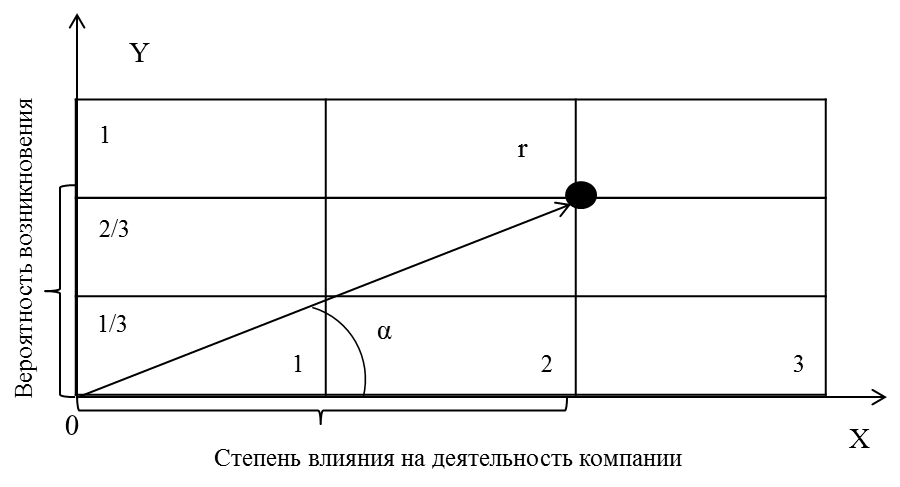 Y
Вероятность возникновения
1
r
2/3
1/3
α
1
2
3
0
X
Степень влияния на деятельность компании